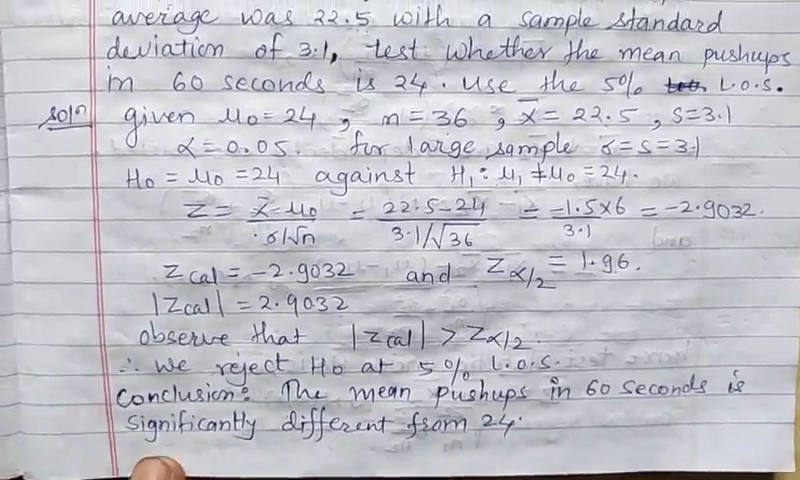 average was 22.5 with a sample standard
deviation of 3.1, test whether the mean pushups
in 60 seconds is 24. use the 5% L.O.S.
soln given μ0 = 24, n = 36, x̄ = 22.5, s = 3.1
α = 0.05. for large sample σ = s = 3.1
H0 = μ0 = 24 against H1 : μ1 ≠ μ0 = 24.
Z = x̄ - μ0 / σ/√n = 22.5 - 24 / 3.1/√36 = -1.5 × 6 / 3.1 = -2.9032.
Zcal = -2.9032 and Zα/2 = 1.96.
|Zcal| = 2.9032
observe that |Zcal| > Zα/2.
∴ we reject H0 at 5% L.O.S.
conclusion: The mean pushups in 60 seconds is
significantly different from 24.